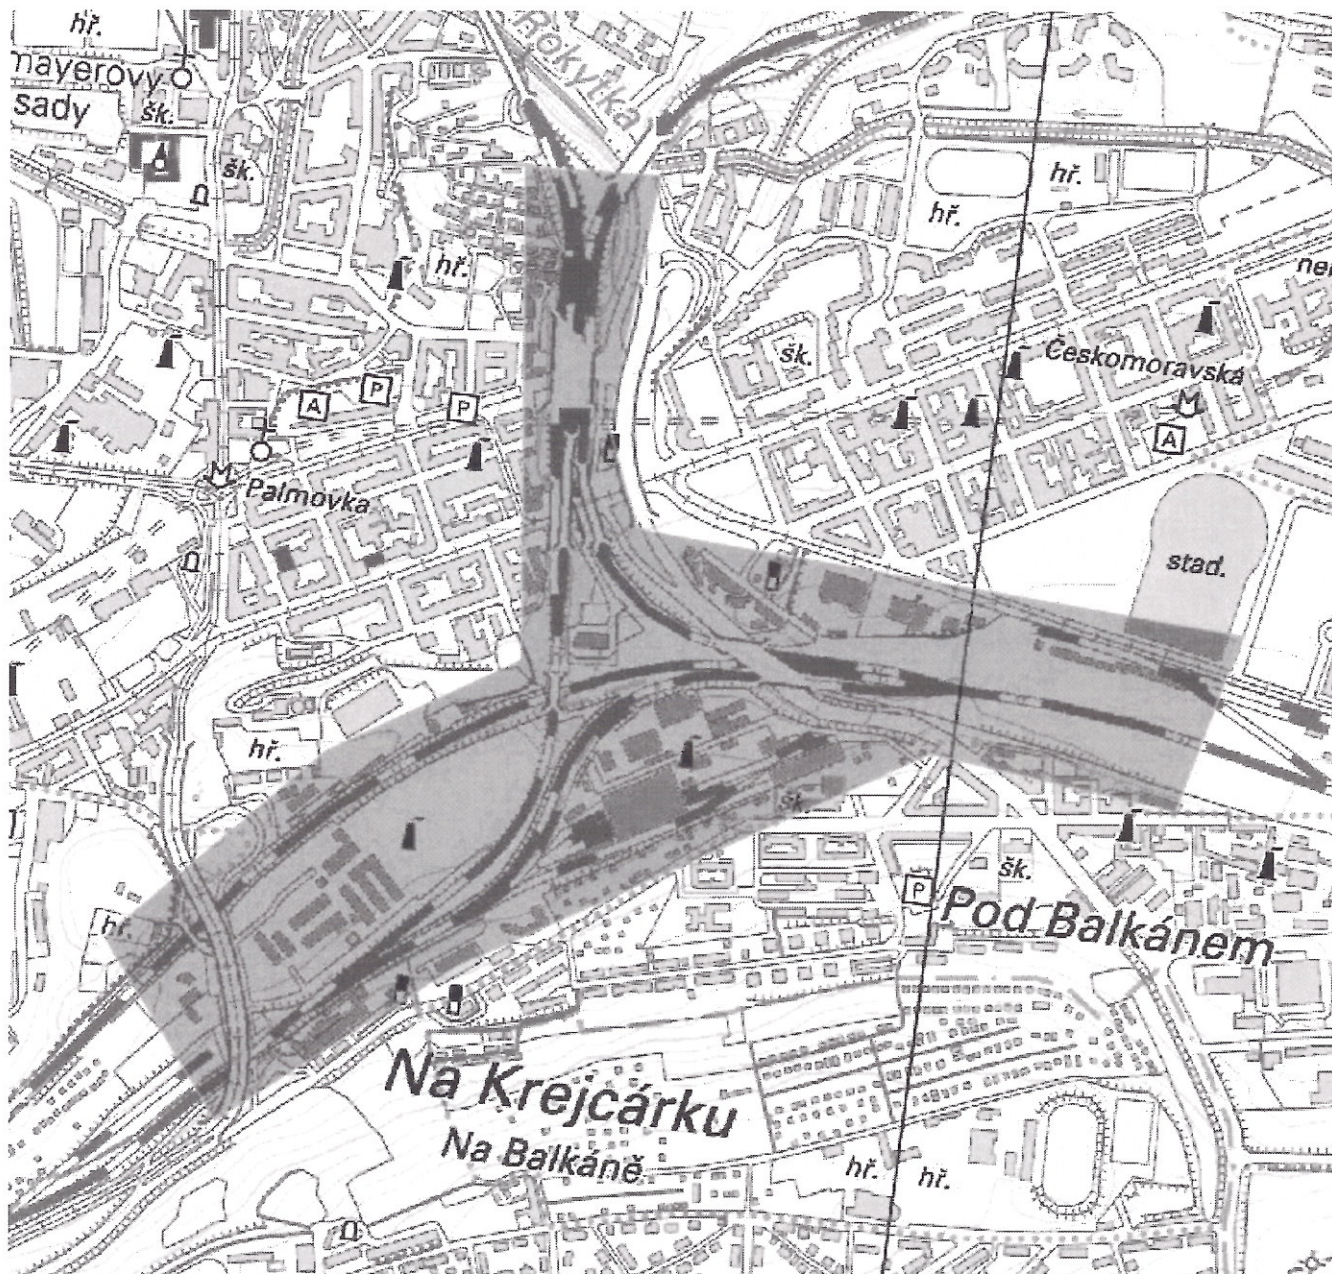 hř.
mayerovy
sady
šk.
šk.
Rokytka
hř.
hř.
hř.
šk.
Českomoravská
A
P
P
A
M
M
Palmovka
stad.
hř.
šk.
hř.
šk.
P
Pod Balkánem
Na Krejcárku
Na Balkáně
hř.
hř.